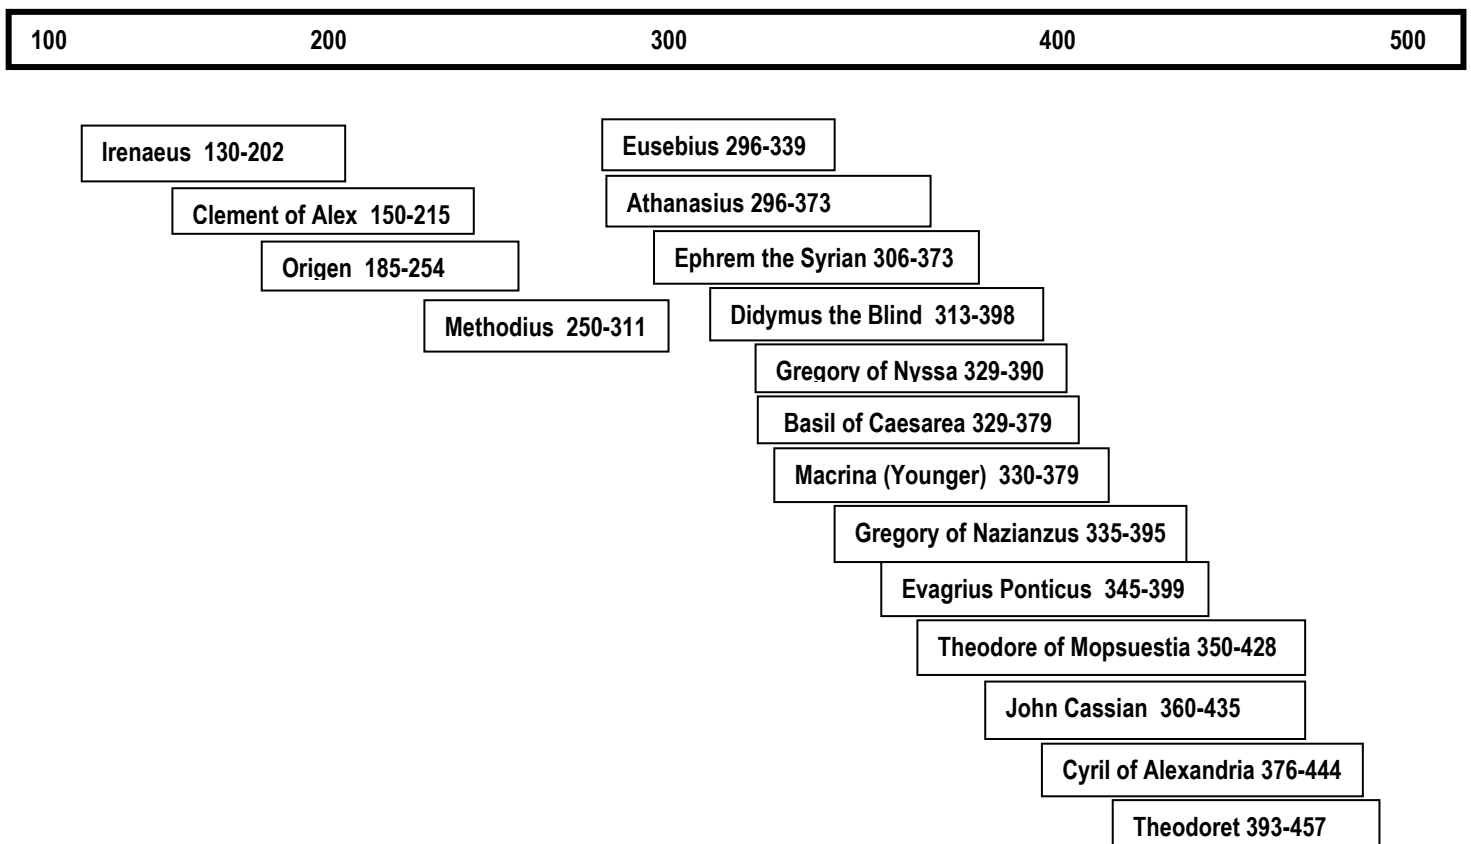 100 200 300 400 500
Irenaeus 130-202
Clement of Alex 150-215
Origen 185-254
Methodius 250-311
Eusebius 296-339
Athanasius 296-373
Ephrem the Syrian 306-373
Didymus the Blind 313-398
Gregory of Nyssa 329-390
Basil of Caesarea 329-379
Macrina (Younger) 330-379
Gregory of Nazianzus 335-395
Evagrius Ponticus 345-399
Theodore of Mopsuestia 350-428
John Cassian 360-435
Cyril of Alexandria 376-444
Theodoret 393-457